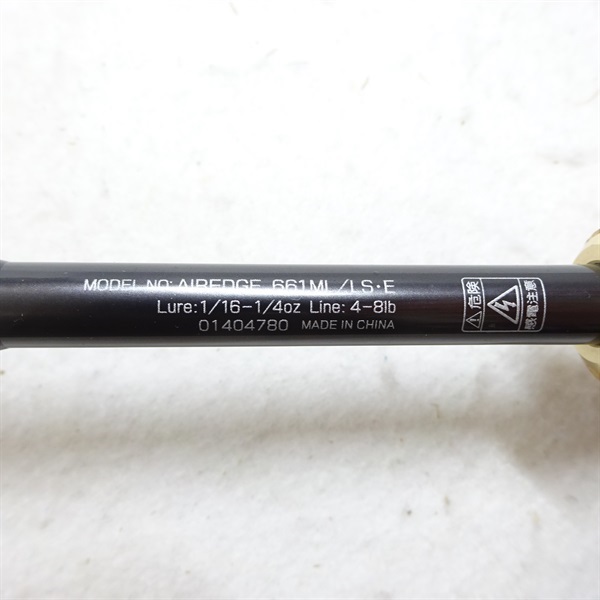 MODEL NO:AIREDGE 661ML/LS・E
Lure:1/16-1/4oz Line:4-8lb
01404780 MADE IN CHINA
⚠危険
感電注意